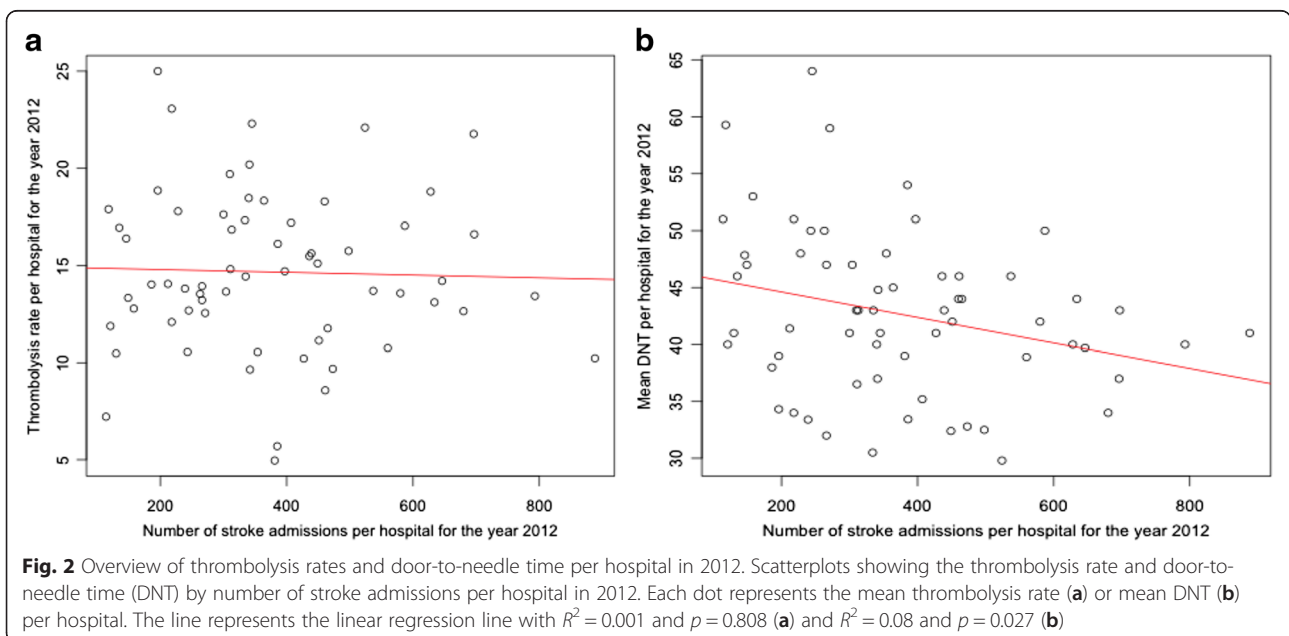 a
b
Thrombolysis rate per hospital for the year 2012
25
20
15
10
5
200 400 600 800
Number of stroke admissions per hospital for the year 2012
Mean DNT per hospital for the year 2012
65
60
55
50
45
40
35
30
200 400 600 800
Number of stroke admissions per hospital for the year 2012
Fig. 2 Overview of thrombolysis rates and door-to-needle time per hospital in 2012. Scatterplots showing the thrombolysis rate and door-to-
needle time (DNT) by number of stroke admissions per hospital in 2012. Each dot represents the mean thrombolysis rate (a) or mean DNT (b)
per hospital. The line represents the linear regression line with R² = 0.001 and p = 0.808 (a) and R² = 0.08 and p = 0.027 (b)